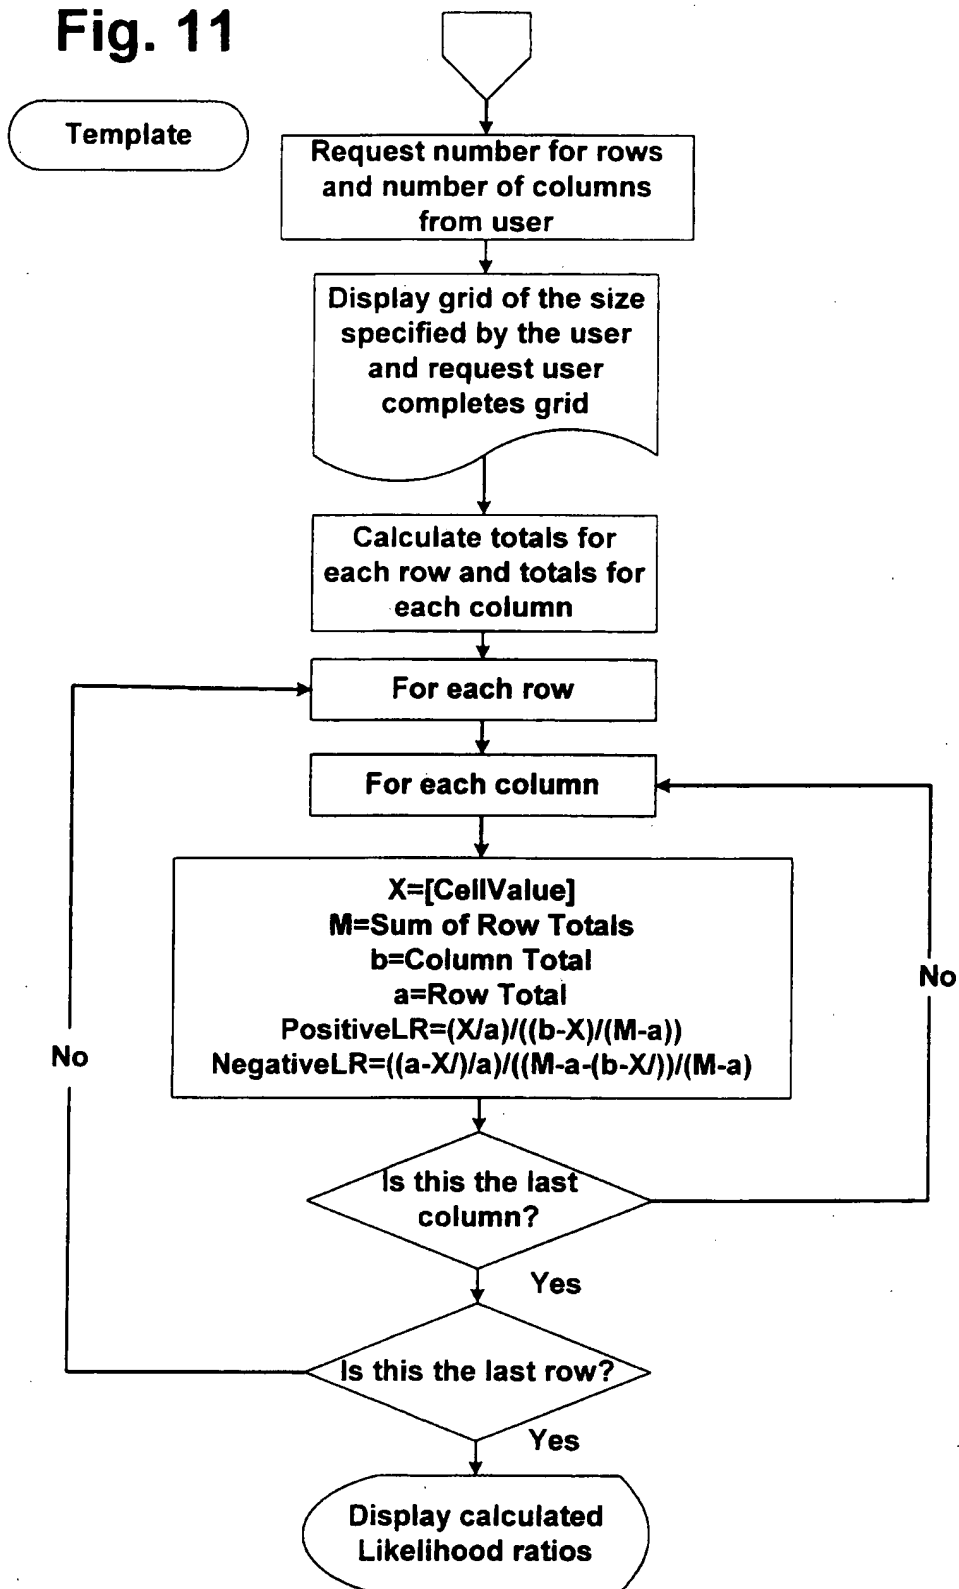 Fig. 11
Template
Request number for rows
and number of columns
from user
Display grid of the size
specified by the user
and request user
completes grid
Calculate totals for
each row and totals for
each column
For each row
For each column
X=[CellValue]
M=Sum of Row Totals
b=Column Total
a=Row Total
PositiveLR=(X/a)/((b-X)/(M-a))
NegativeLR=((a-X/)/a)/((M-a-(b-X/))/(M-a)
No
No
Is this the last
column?
Yes
Is this the last row?
Yes
Display calculated
Likelihood ratios